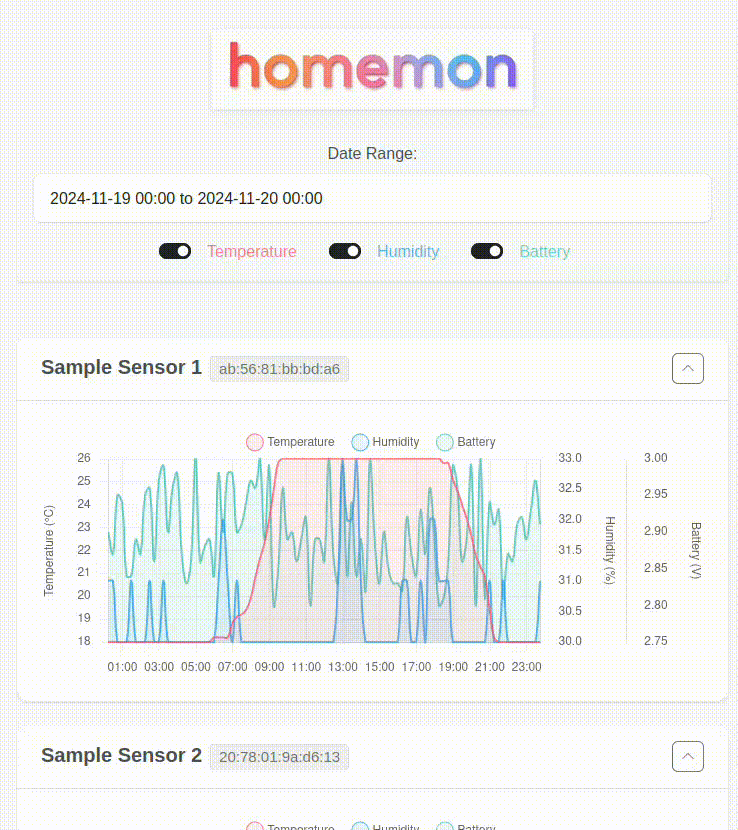 homemon
Date Range:
2024-11-19 00:00 to 2024-11-20 00:00
Temperature Humidity Battery
Sample Sensor 1 ab:56:81:bb:bd:a6
Temperature Humidity Battery
26 33.0 3.00
25 32.5 2.95
24 32.0 2.90
23 31.5 2.85
22 31.0 2.80
21 30.5 2.75
20 30.0
19
18
Temperature (°C)
Humidity (%)
Battery (V)
01:00 03:00 05:00 07:00 09:00 11:00 13:00 15:00 17:00 19:00 21:00 23:00
Sample Sensor 2 20:78:01:9a:d6:13
Temperature Humidity Battery